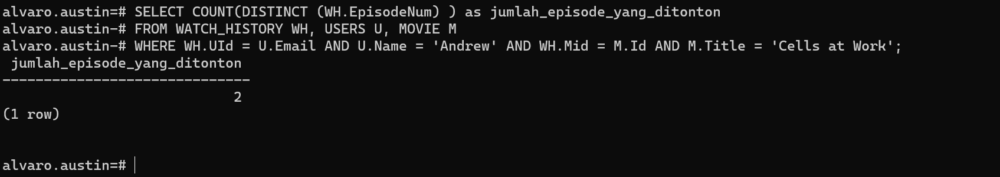 alvaro.austin=# SELECT COUNT(DISTINCT (WH.EpisodeNum) ) as jumlah_episode_yang_ditonton
alvaro.austin-# FROM WATCH_HISTORY WH, USERS U, MOVIE M
alvaro.austin-# WHERE WH.UId = U.Email AND U.Name = 'Andrew' AND WH.Mid = M.Id AND M.Title = 'Cells at Work';
 jumlah_episode_yang_ditonton
------------------------------
                            2
(1 row)
alvaro.austin=#